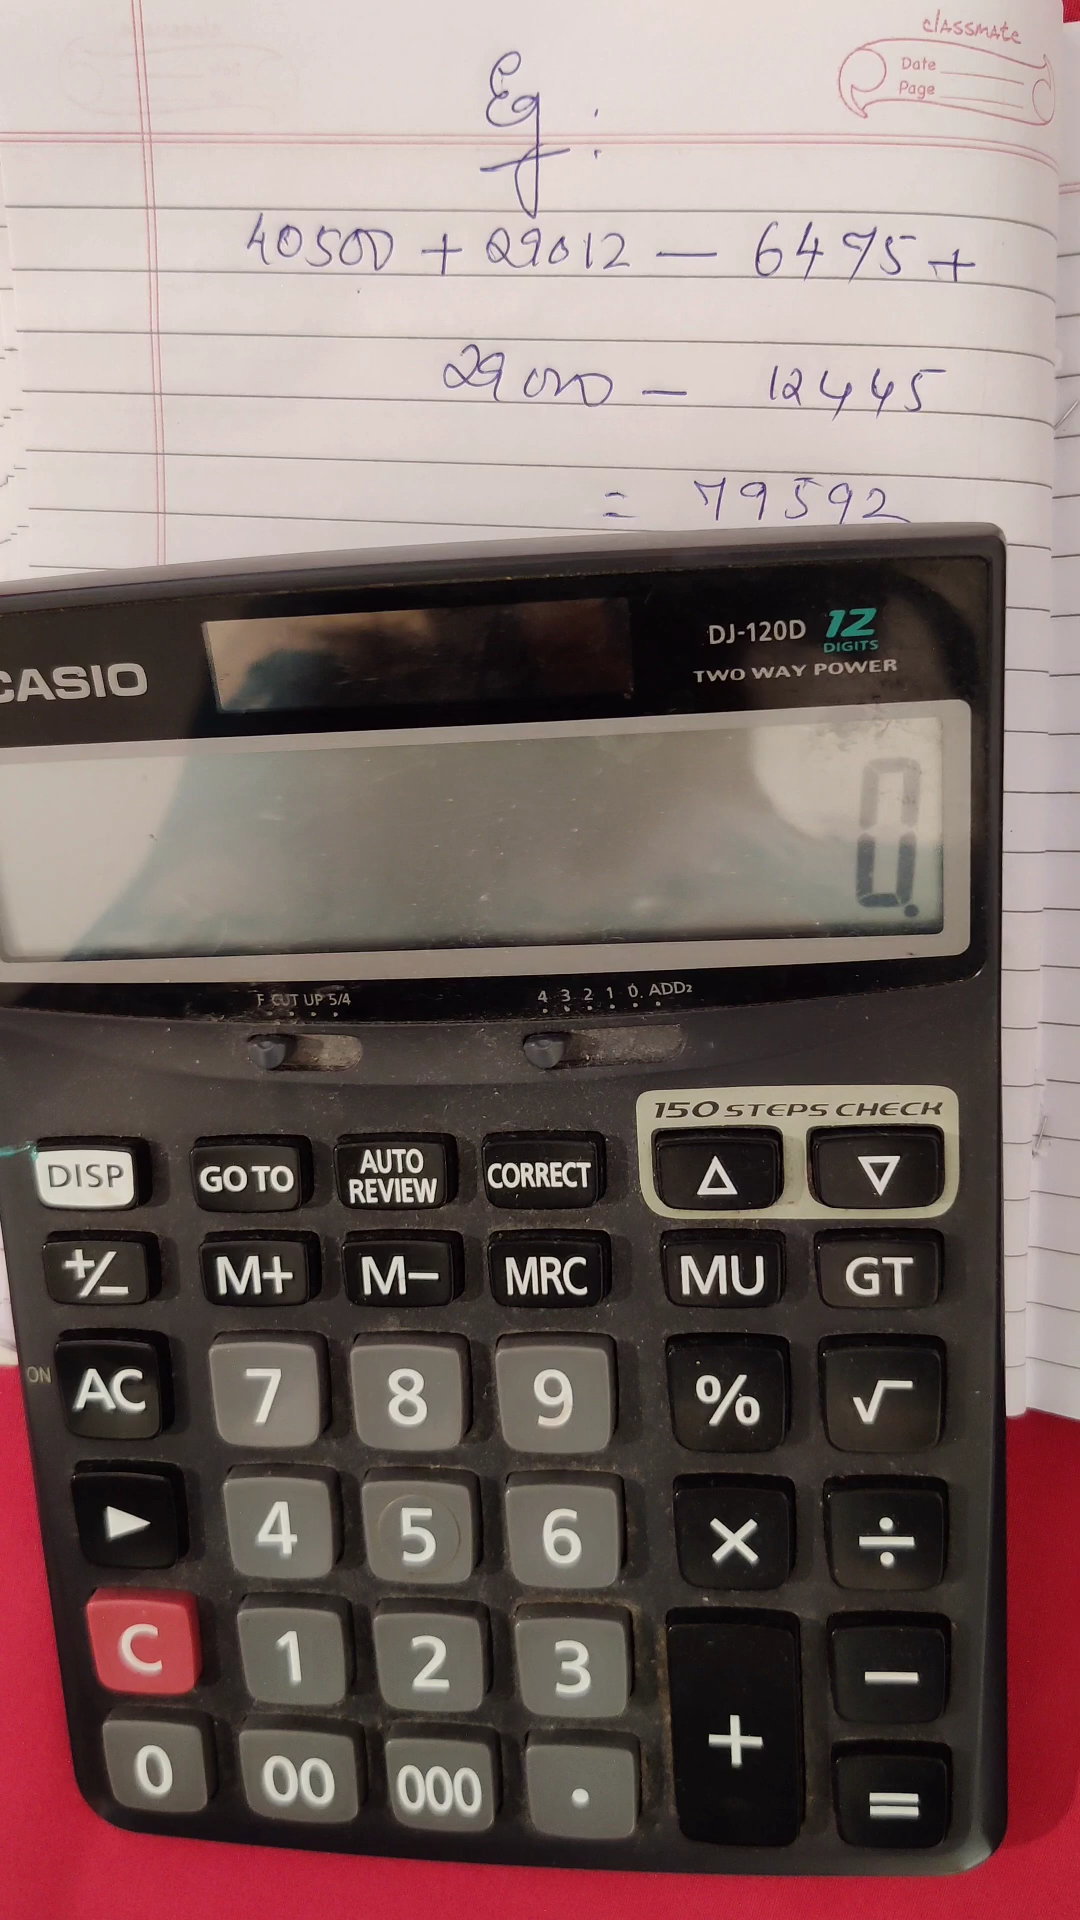 classmate
Date
Page
Eg :
40500 + 29012 — 6475 +
29000 — 12445
= 79592
CASIO
DJ-120D 12 DIGITS
TWO WAY POWER
0.
F CUT UP 5/4
4 3 2 1 0 ADD2
150 STEPS CHECK
DISP GO TO AUTO REVIEW CORRECT △ ▽
+/− M+ M− MRC MU GT
ON AC 7 8 9 % √
▶ 4 5 6 × ÷
C 1 2 3 + −
0 00 000 · =